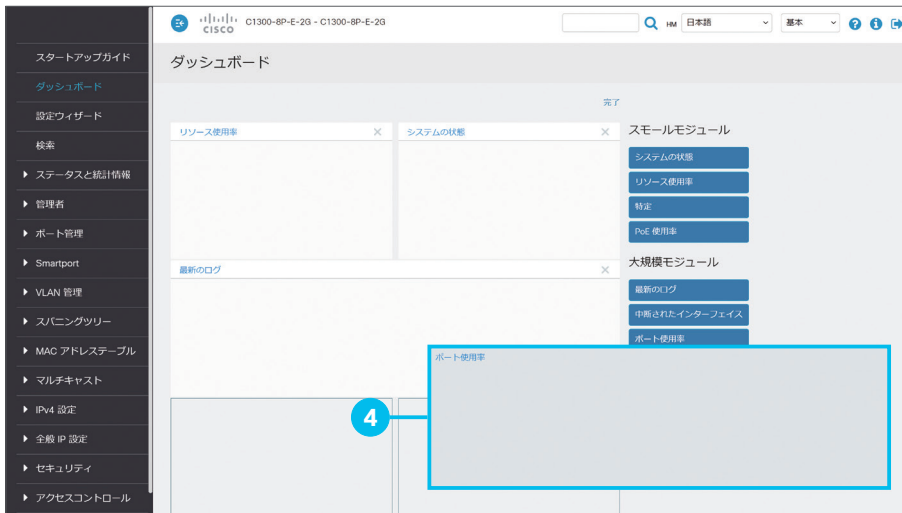 CISCO
C1300-8P-E-2G - C1300-8P-E-2G
HM
日本語
基本
スタートアップガイド
ダッシュボード
設定ウィザード
検索
ステータスと統計情報
管理者
ポート管理
Smartport
VLAN 管理
スパニングツリー
MAC アドレステーブル
マルチキャスト
IPv4 設定
全般 IP 設定
セキュリティ
アクセスコントロール
ダッシュボード
完了
リソース使用率
システムの状態
最新のログ
スモールモジュール
システムの状態
リソース使用率
特定
PoE 使用率
大規模モジュール
最新のログ
中断されたインターフェイス
ポート使用率
ポート使用率
4